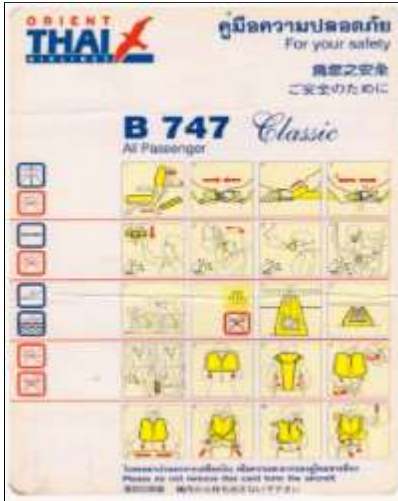 ORIENT
THAI
AIRLINES
คู่มือความปลอดภัย
For your safety
為您之安全
ご安全のために
B 747 Classic
All Passenger
Please do not remove this card from the aircraft